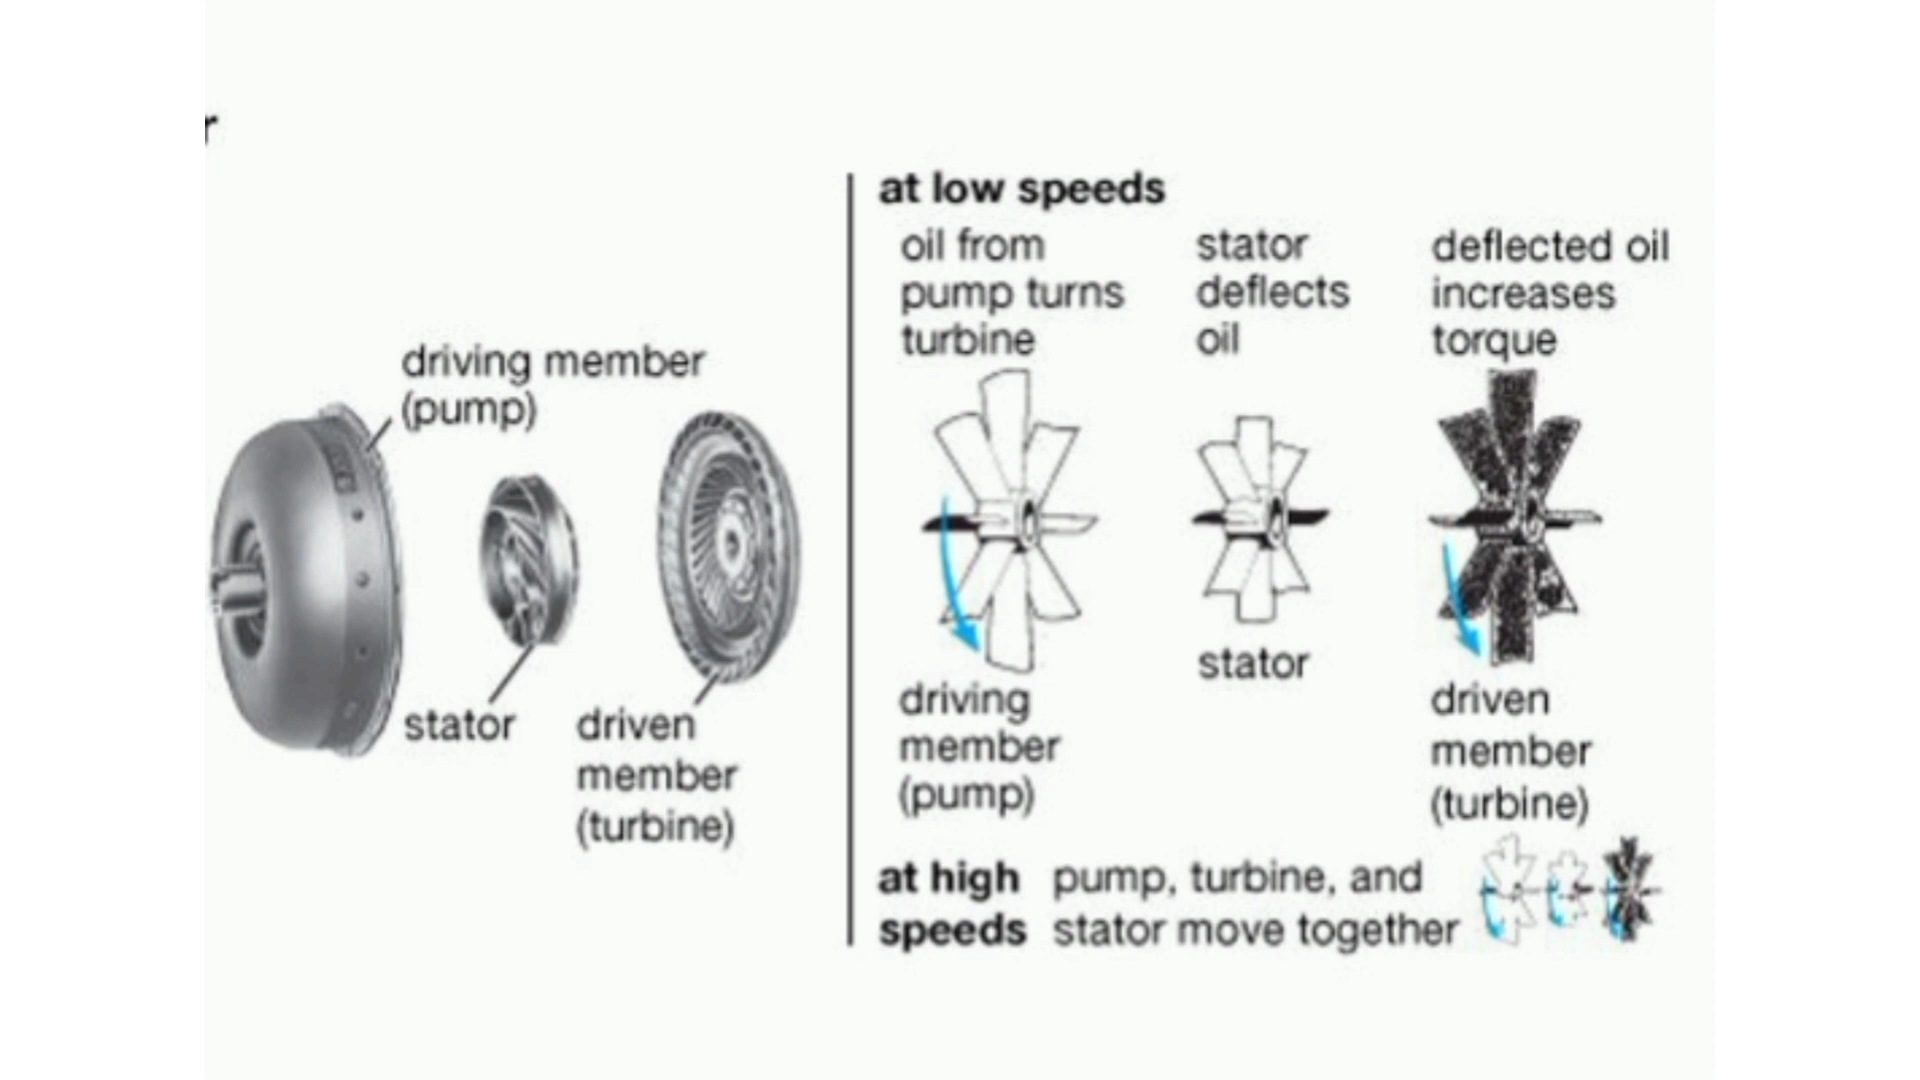 r
driving member
(pump)
stator
driven
member
(turbine)
at low speeds
oil from
pump turns
turbine
stator
deflects
oil
deflected oil
increases
torque
driving
member
(pump)
stator
driven
member
(turbine)
at high speeds
pump, turbine, and
stator move together